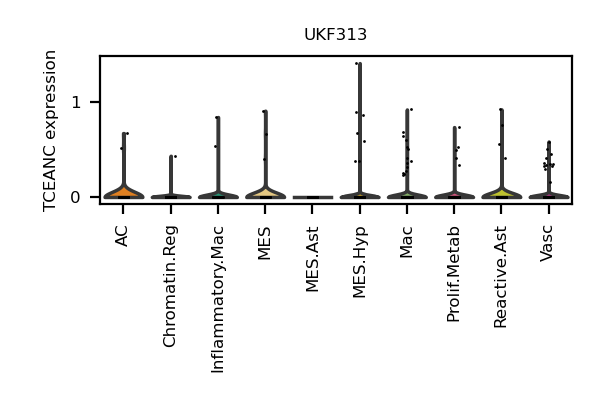 UKF313
TCEANC expression
1
0
AC
Chromatin.Reg
Inflammatory.Mac
MES
MES.Ast
MES.Hyp
Mac
Prolif.Metab
Reactive.Ast
Vasc